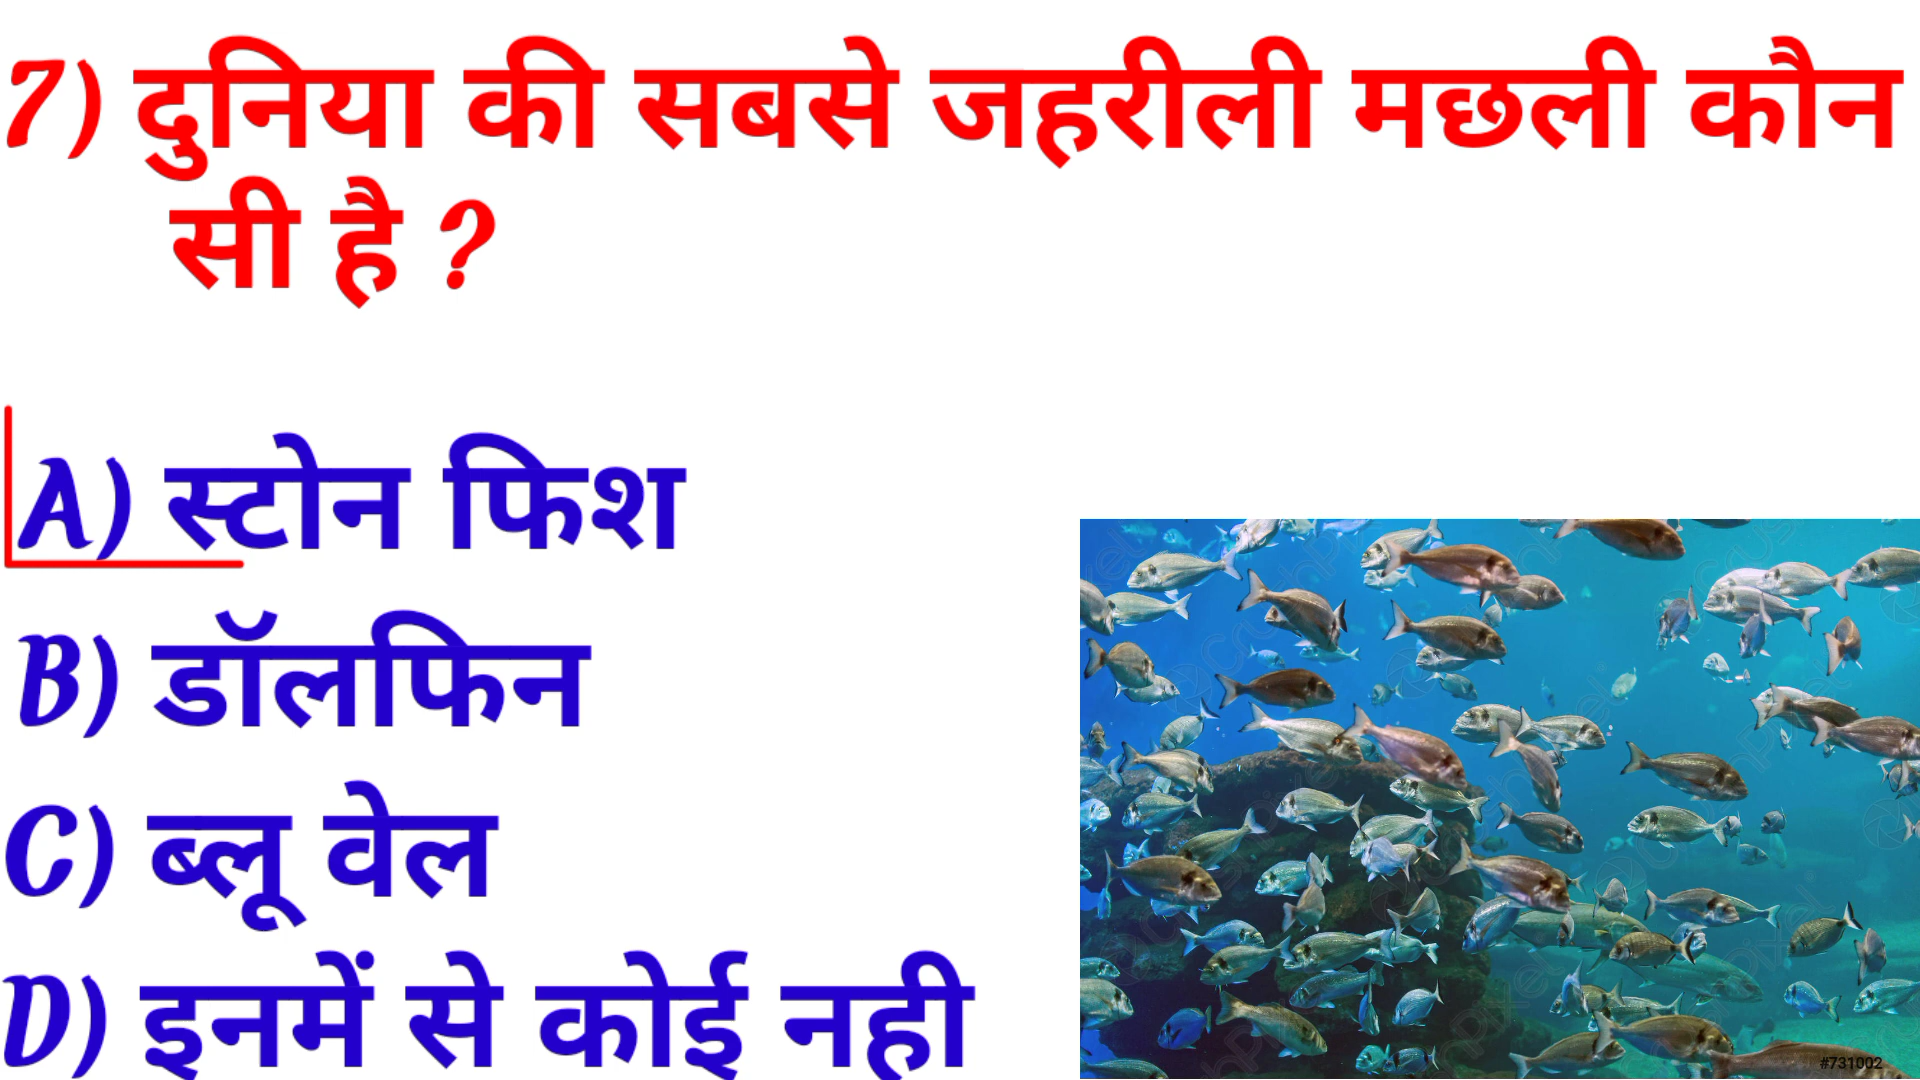 7) दुनिया की सबसे जहरीली मछली कौन
सी है ?
A) स्टोन फिश
B) डॉलफिन
C) ब्लू वेल
D) इनमें से कोई नही
#731002